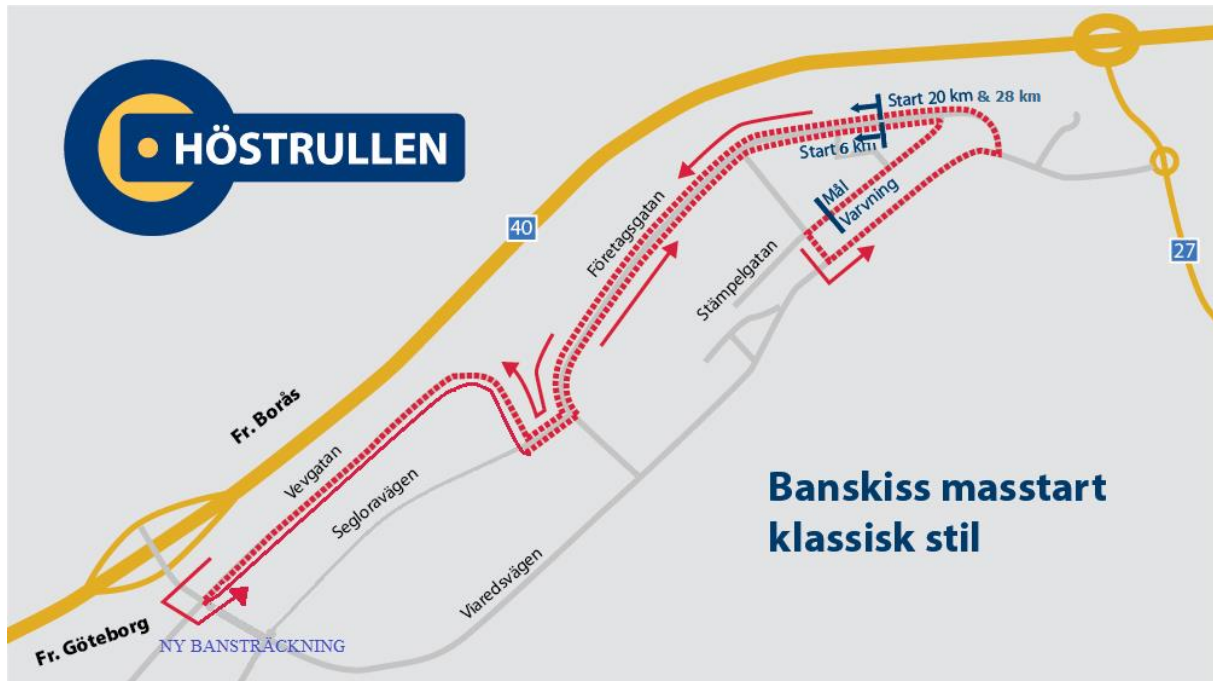 HÖSTRULLEN
Start 20 km & 28 km
Start 6 km
Mål
Varvning
40
27
Företagsgatan
Stämpelgatan
Fr. Borås
Vevgatan
Segloravägen
Viaredsvägen
Banskiss masstart
klassisk stil
Fr. Göteborg
NY BANSTRÄCKNING